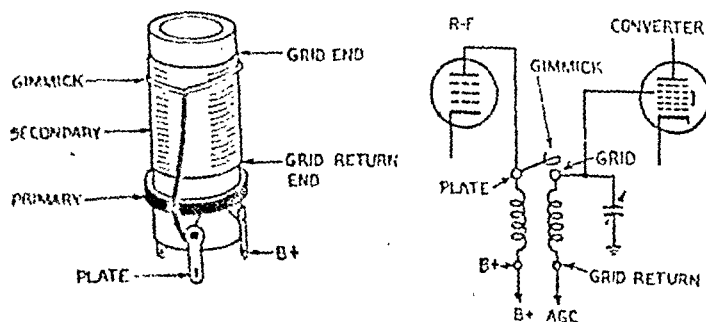 GRID END
GIMMICK
SECONDARY
GRID RETURN
END
PRIMARY
B+
PLATE
R-F
CONVERTER
GIMMICK
GRID
PLATE
B+
GRID RETURN
B+
AGC